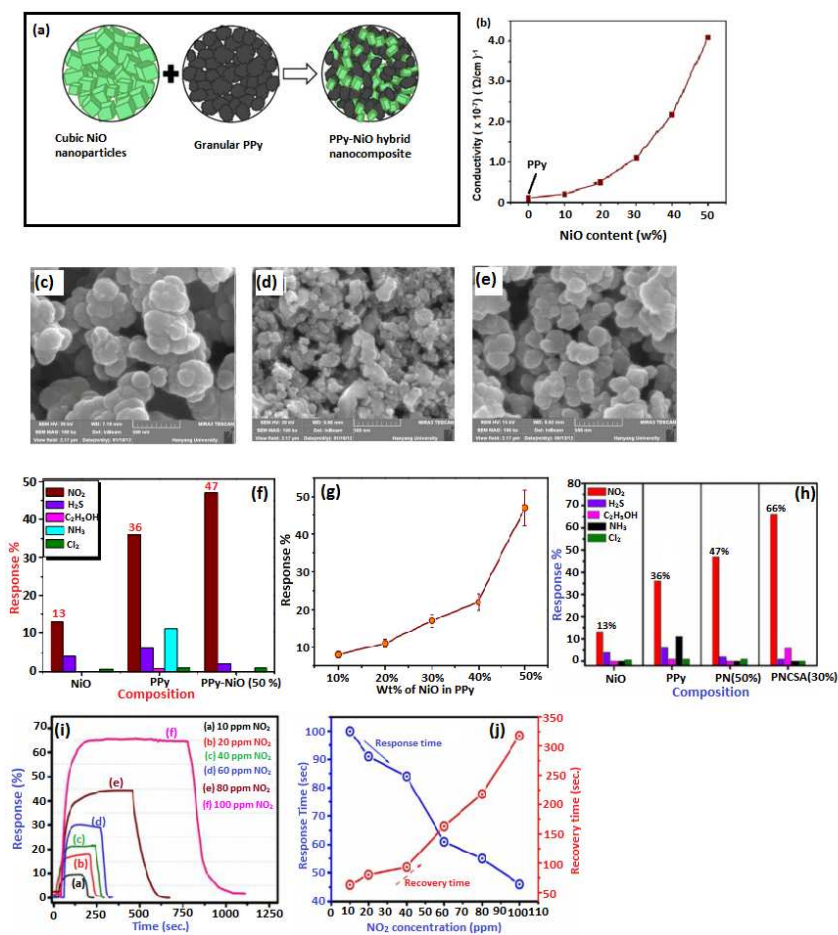 (a)
Cubic NiO
nanoparticles
Granular PPy
PPy-NiO hybrid
nanocomposite
(b)
Conductivity ( x 10⁻²) ( Ω/cm )⁻¹
4.0
3.0
2.0
1.0
0
PPy
0 10 20 30 40 50
NiO content (w%)
(c)
(d)
(e)
MIRA3 TESCAN
Hanyang University
MIRA3 TESCAN
Hanyang University
MIRA3 TESCAN
Hanyang University
(f)
Response %
50
40
30
20
10
0
NO₂
H₂S
C₂H₅OH
NH₃
Cl₂
13
36
47
NiO PPy PPy-NiO (50 %)
Composition
(g)
Response %
50
40
30
20
10
10% 20% 30% 40% 50%
Wt% of NiO in PPy
(h)
Response %
80
70
60
50
40
30
20
10
0
NO₂
H₂S
C₂H₅OH
NH₃
Cl₂
13%
36%
47%
66%
NiO PPy PN(50%) PNCSA(30%)
Composition
(i)
Response (%)
70
60
50
40
30
20
10
0
(a) 10 ppm NO₂
(b) 20 ppm NO₂
(c) 40 ppm NO₂
(d) 60 ppm NO₂
(e) 80 ppm NO₂
(f) 100 ppm NO₂
(f)
(e)
(d)
(c)
(b)
(a)
0 250 500 750 1000 1250
Time (sec.)
(j)
Response Time (sec)
100
90
80
70
60
50
40
Response time
Recovery time
Recovery time (sec.)
350
300
250
200
150
100
50
0 10 20 30 40 50 60 70 80 90 100 110
NO₂ concentration (ppm)